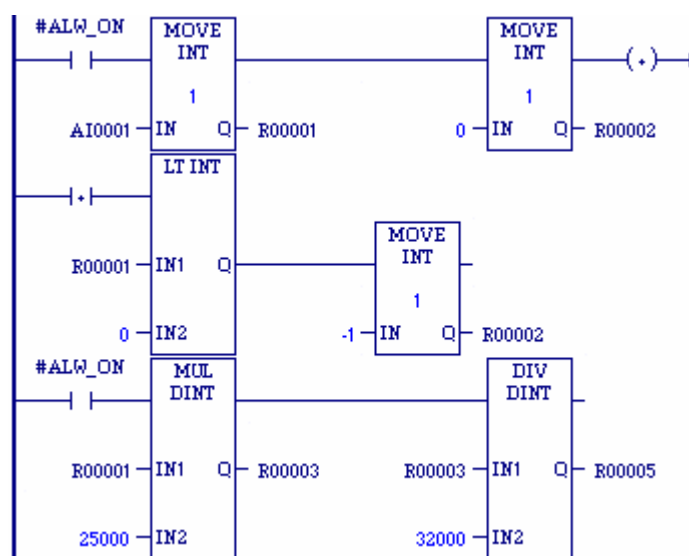 #ALW_ON MOVE INT MOVE INT
1 1
AI0001 IN Q R00001 0 IN Q R00002
LT INT
MOVE INT
R00001 IN1 Q
1
0 IN2 -1 IN Q R00002
#ALW_ON MUL DINT DIV DINT
R00001 IN1 Q R00003 R00003 IN1 Q R00005
25000 IN2 32000 IN2